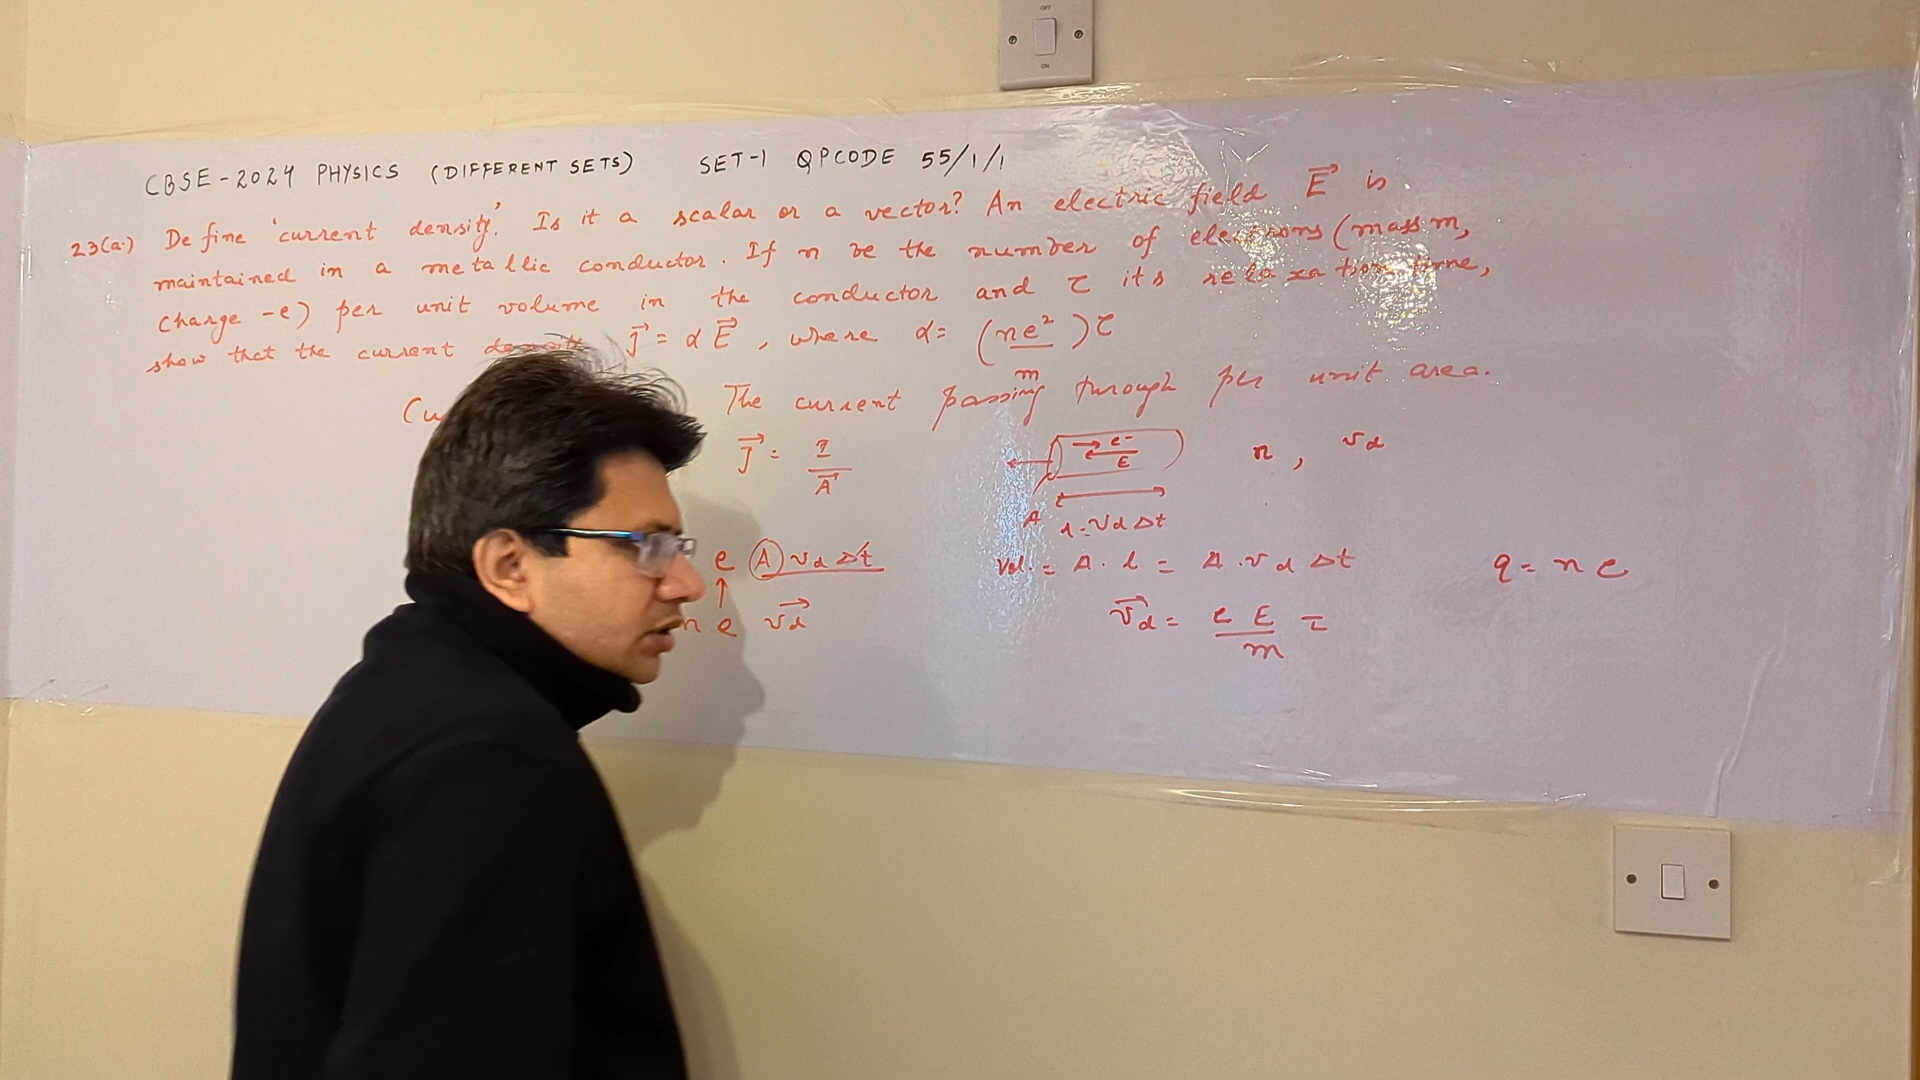 OFF
ON
CBSE-2024 PHYSICS (DIFFERENT SETS) SET-1 QPCODE 55/1/1
23(a.) Define 'current density'. Is it a scalar or a vector? An electric field E⃗ is
maintained in a metallic conductor. If n be the number of electrons (mass m,
charge -e) per unit volume in the conductor and τ its relaxation time,
show that the current density J⃗ = α E⃗, where α = (ne²/m)τ
The current passing through per unit area.
J⃗ = I/A⃗
e-
E
n, vd
A
l = vd Δt
e A vd Δt
Vol. = A. l = A. vd Δt
q = ne
n e v⃗d
v⃗d = eE/m τ